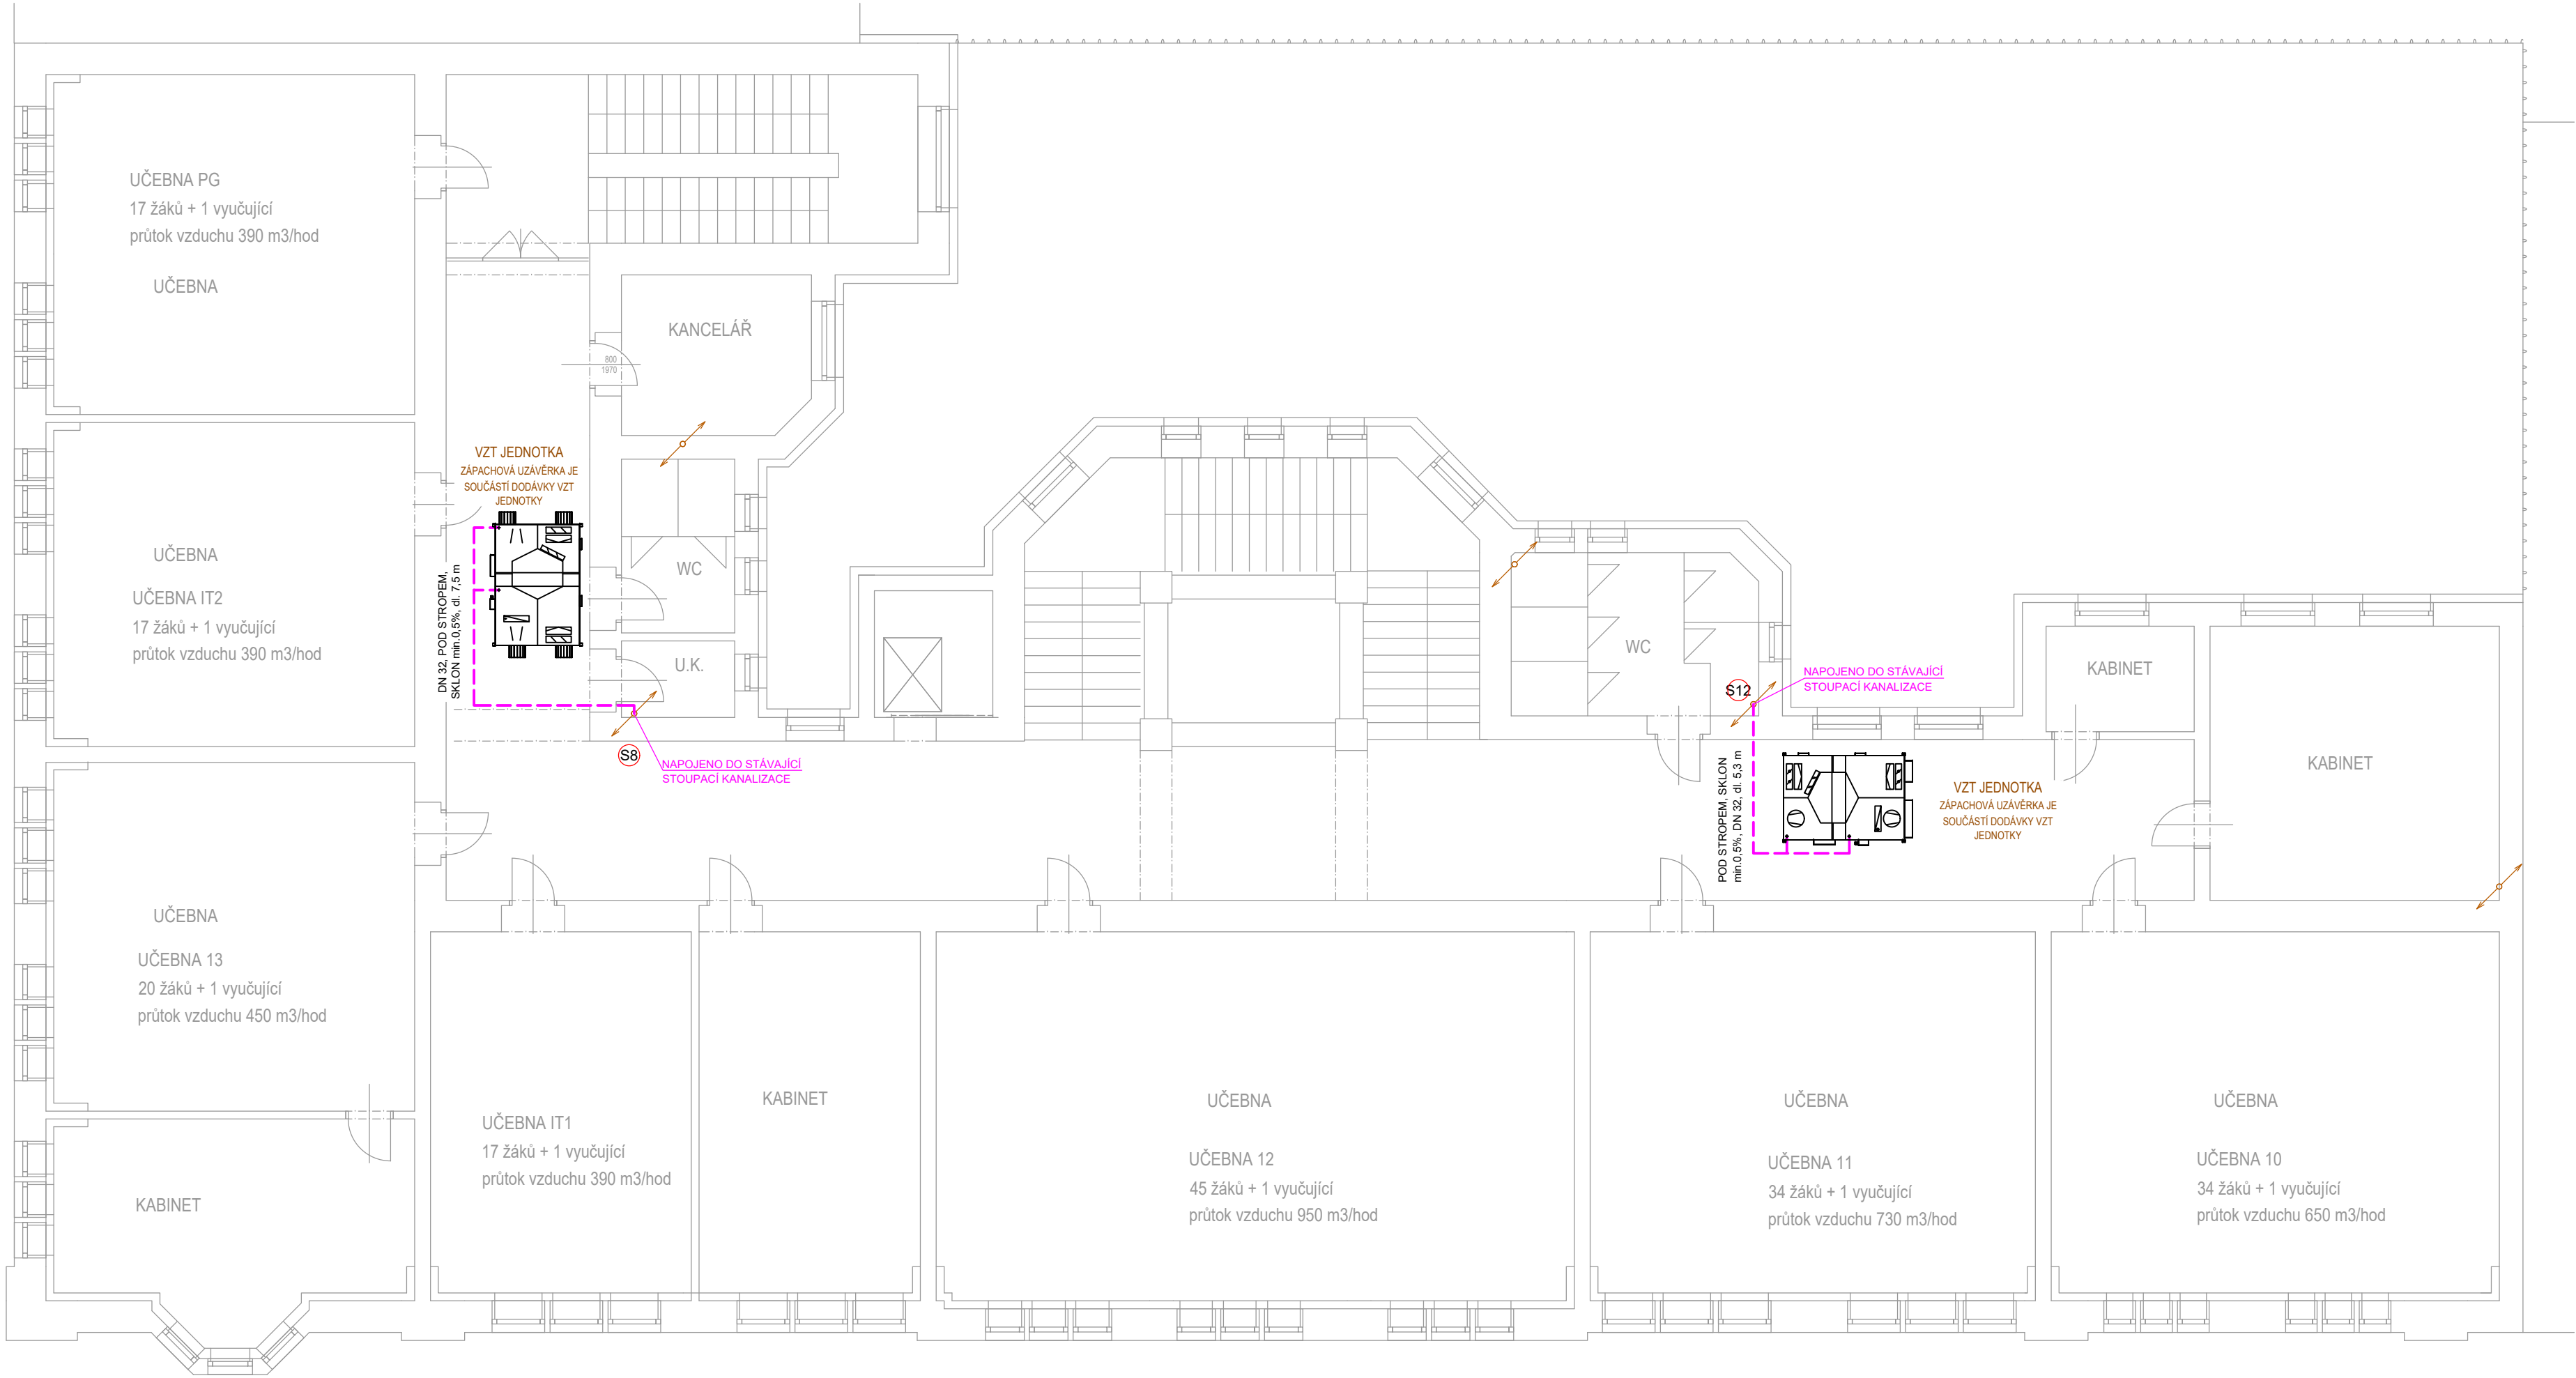 UČEBNA PG
17 žáků + 1 vyučující
průtok vzduchu 390 m3/hod
UČEBNA
KANCELÁŘ
800
1970
VZT JEDNOTKA
ZÁPACHOVÁ UZÁVĚRKA JE
SOUČÁSTÍ DODÁVKY VZT
JEDNOTKY
DN 32, POD STROPEM,
SKLON min.0,5%, dl. 7,5 m
UČEBNA
UČEBNA IT2
17 žáků + 1 vyučující
průtok vzduchu 390 m3/hod
WC
U.K.
S8
NAPOJENO DO STÁVAJÍCÍ
STOUPACÍ KANALIZACE
WC
S12
NAPOJENO DO STÁVAJÍCÍ
STOUPACÍ KANALIZACE
POD STROPEM, SKLON
min.0,5%, DN 32, dl. 5,3 m
VZT JEDNOTKA
ZÁPACHOVÁ UZÁVĚRKA JE
SOUČÁSTÍ DODÁVKY VZT
JEDNOTKY
KABINET
KABINET
UČEBNA
UČEBNA 13
20 žáků + 1 vyučující
průtok vzduchu 450 m3/hod
KABINET
UČEBNA IT1
17 žáků + 1 vyučující
průtok vzduchu 390 m3/hod
KABINET
UČEBNA
UČEBNA 12
45 žáků + 1 vyučující
průtok vzduchu 950 m3/hod
UČEBNA
UČEBNA 11
34 žáků + 1 vyučující
průtok vzduchu 730 m3/hod
UČEBNA
UČEBNA 10
34 žáků + 1 vyučující
průtok vzduchu 650 m3/hod